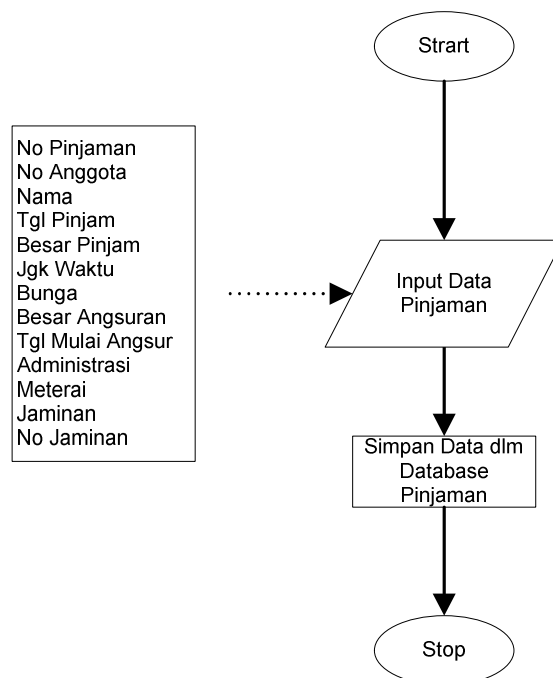 Strart
No Pinjaman
No Anggota
Nama
Tgl Pinjam
Besar Pinjam
Jgk Waktu
Bunga
Besar Angsuran
Tgl Mulai Angsur
Administrasi
Meterai
Jaminan
No Jaminan
Input Data
Pinjaman
Simpan Data dlm
Database
Pinjaman
Stop